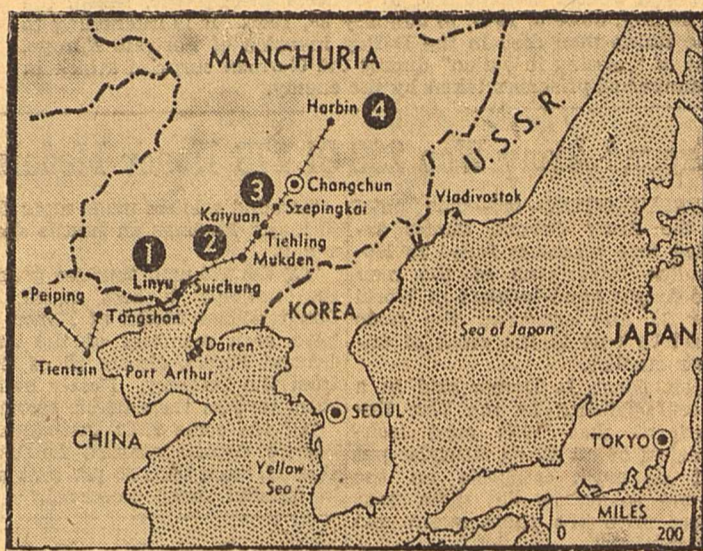 MANCHURIA
Harbin 4
U.S.S.R.
3 Changchun
Szepingkai
Kaiyuan
Vladivostok
1
2
Tiehling
Mukden
Linyu
Suichung
Peiping
Tangshan
KOREA
Sea of Japan
JAPAN
Dairen
Tientsin
Port Arthur
SEOUL
CHINA
TOKYO
Yellow
Sea
MILES
0 200